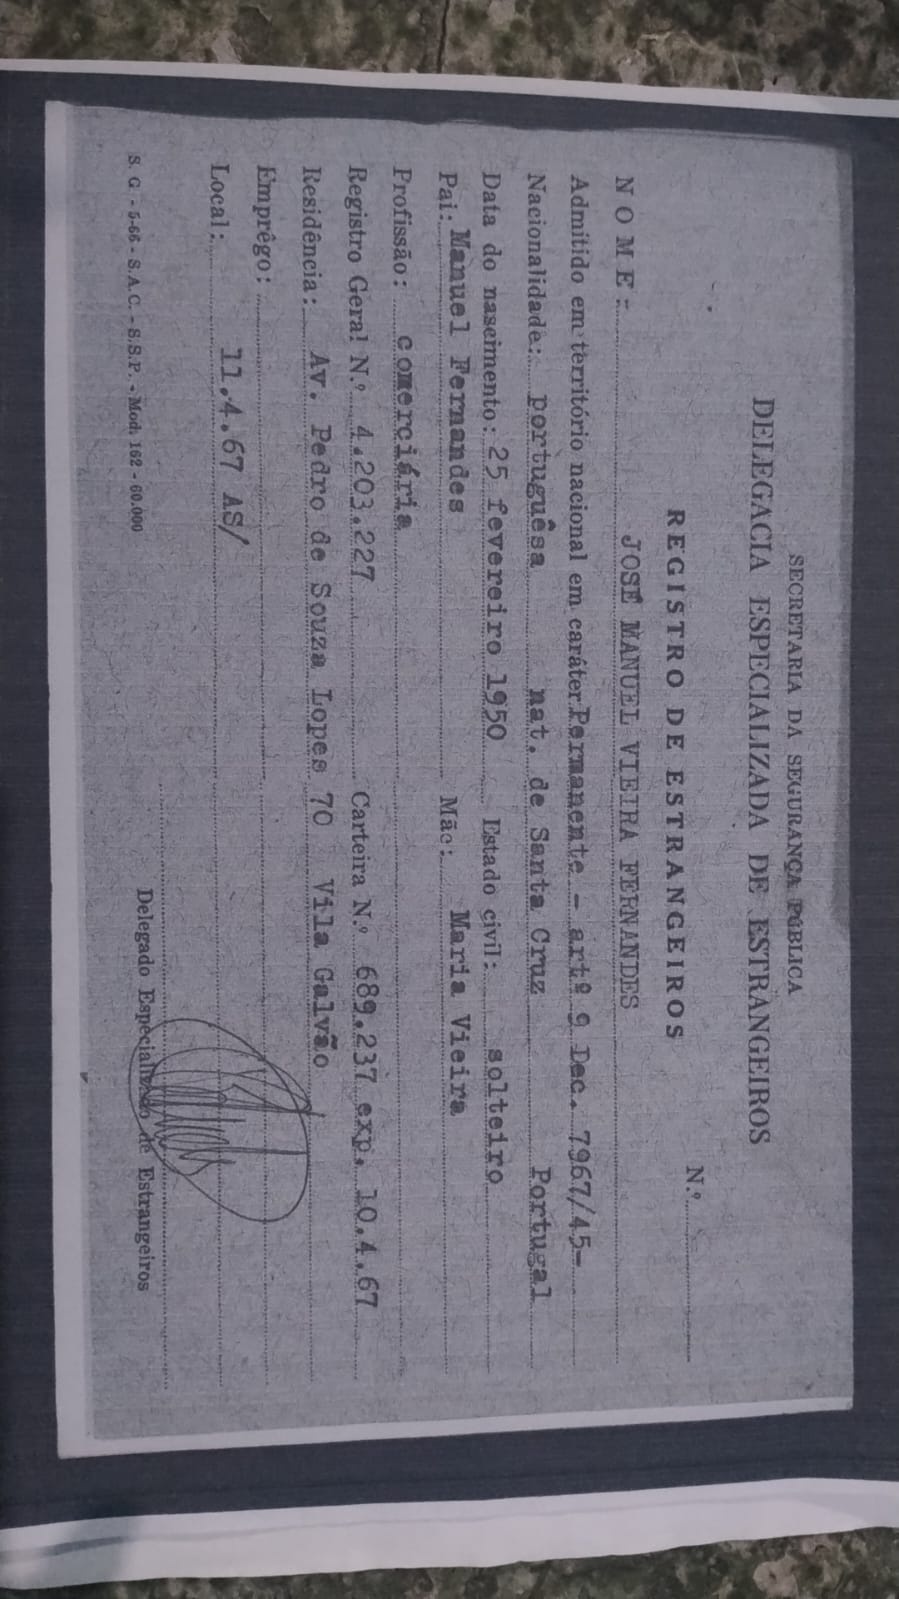 SECRETARIA DA SEGURANÇA PÚBLICA
DELEGACIA ESPECIALIZADA DE ESTRANGEIROS
N.º
REGISTRO DE ESTRANGEIROS
NOME: JOSÉ MANUEL VIEIRA FERNANDES
Admitido em território nacional em caráter Permanente - artº 9 Dec. 7967/45-
Nacionalidade: portuguêsa nat. de Santa Cruz Portugal
Data do nascimento: 25 fevereiro 1950 Estado civil: solteiro
Pai: Manuel Fernandes Mãe: Maria Vieira
Profissão: comerciária
Registro Geral N.º 4.203.227 Carteira N.º 689.237 exp. 10.4.67
Residência: Av. Pedro de Souza Lopes 70 Vila Galvão
Emprêgo:
Local: 11.4.67 AS/
Delegado Especializado de Estrangeiros
S. G - 5-66 - S.A.C. - S.S.P. - Mod. 162 - 60.000